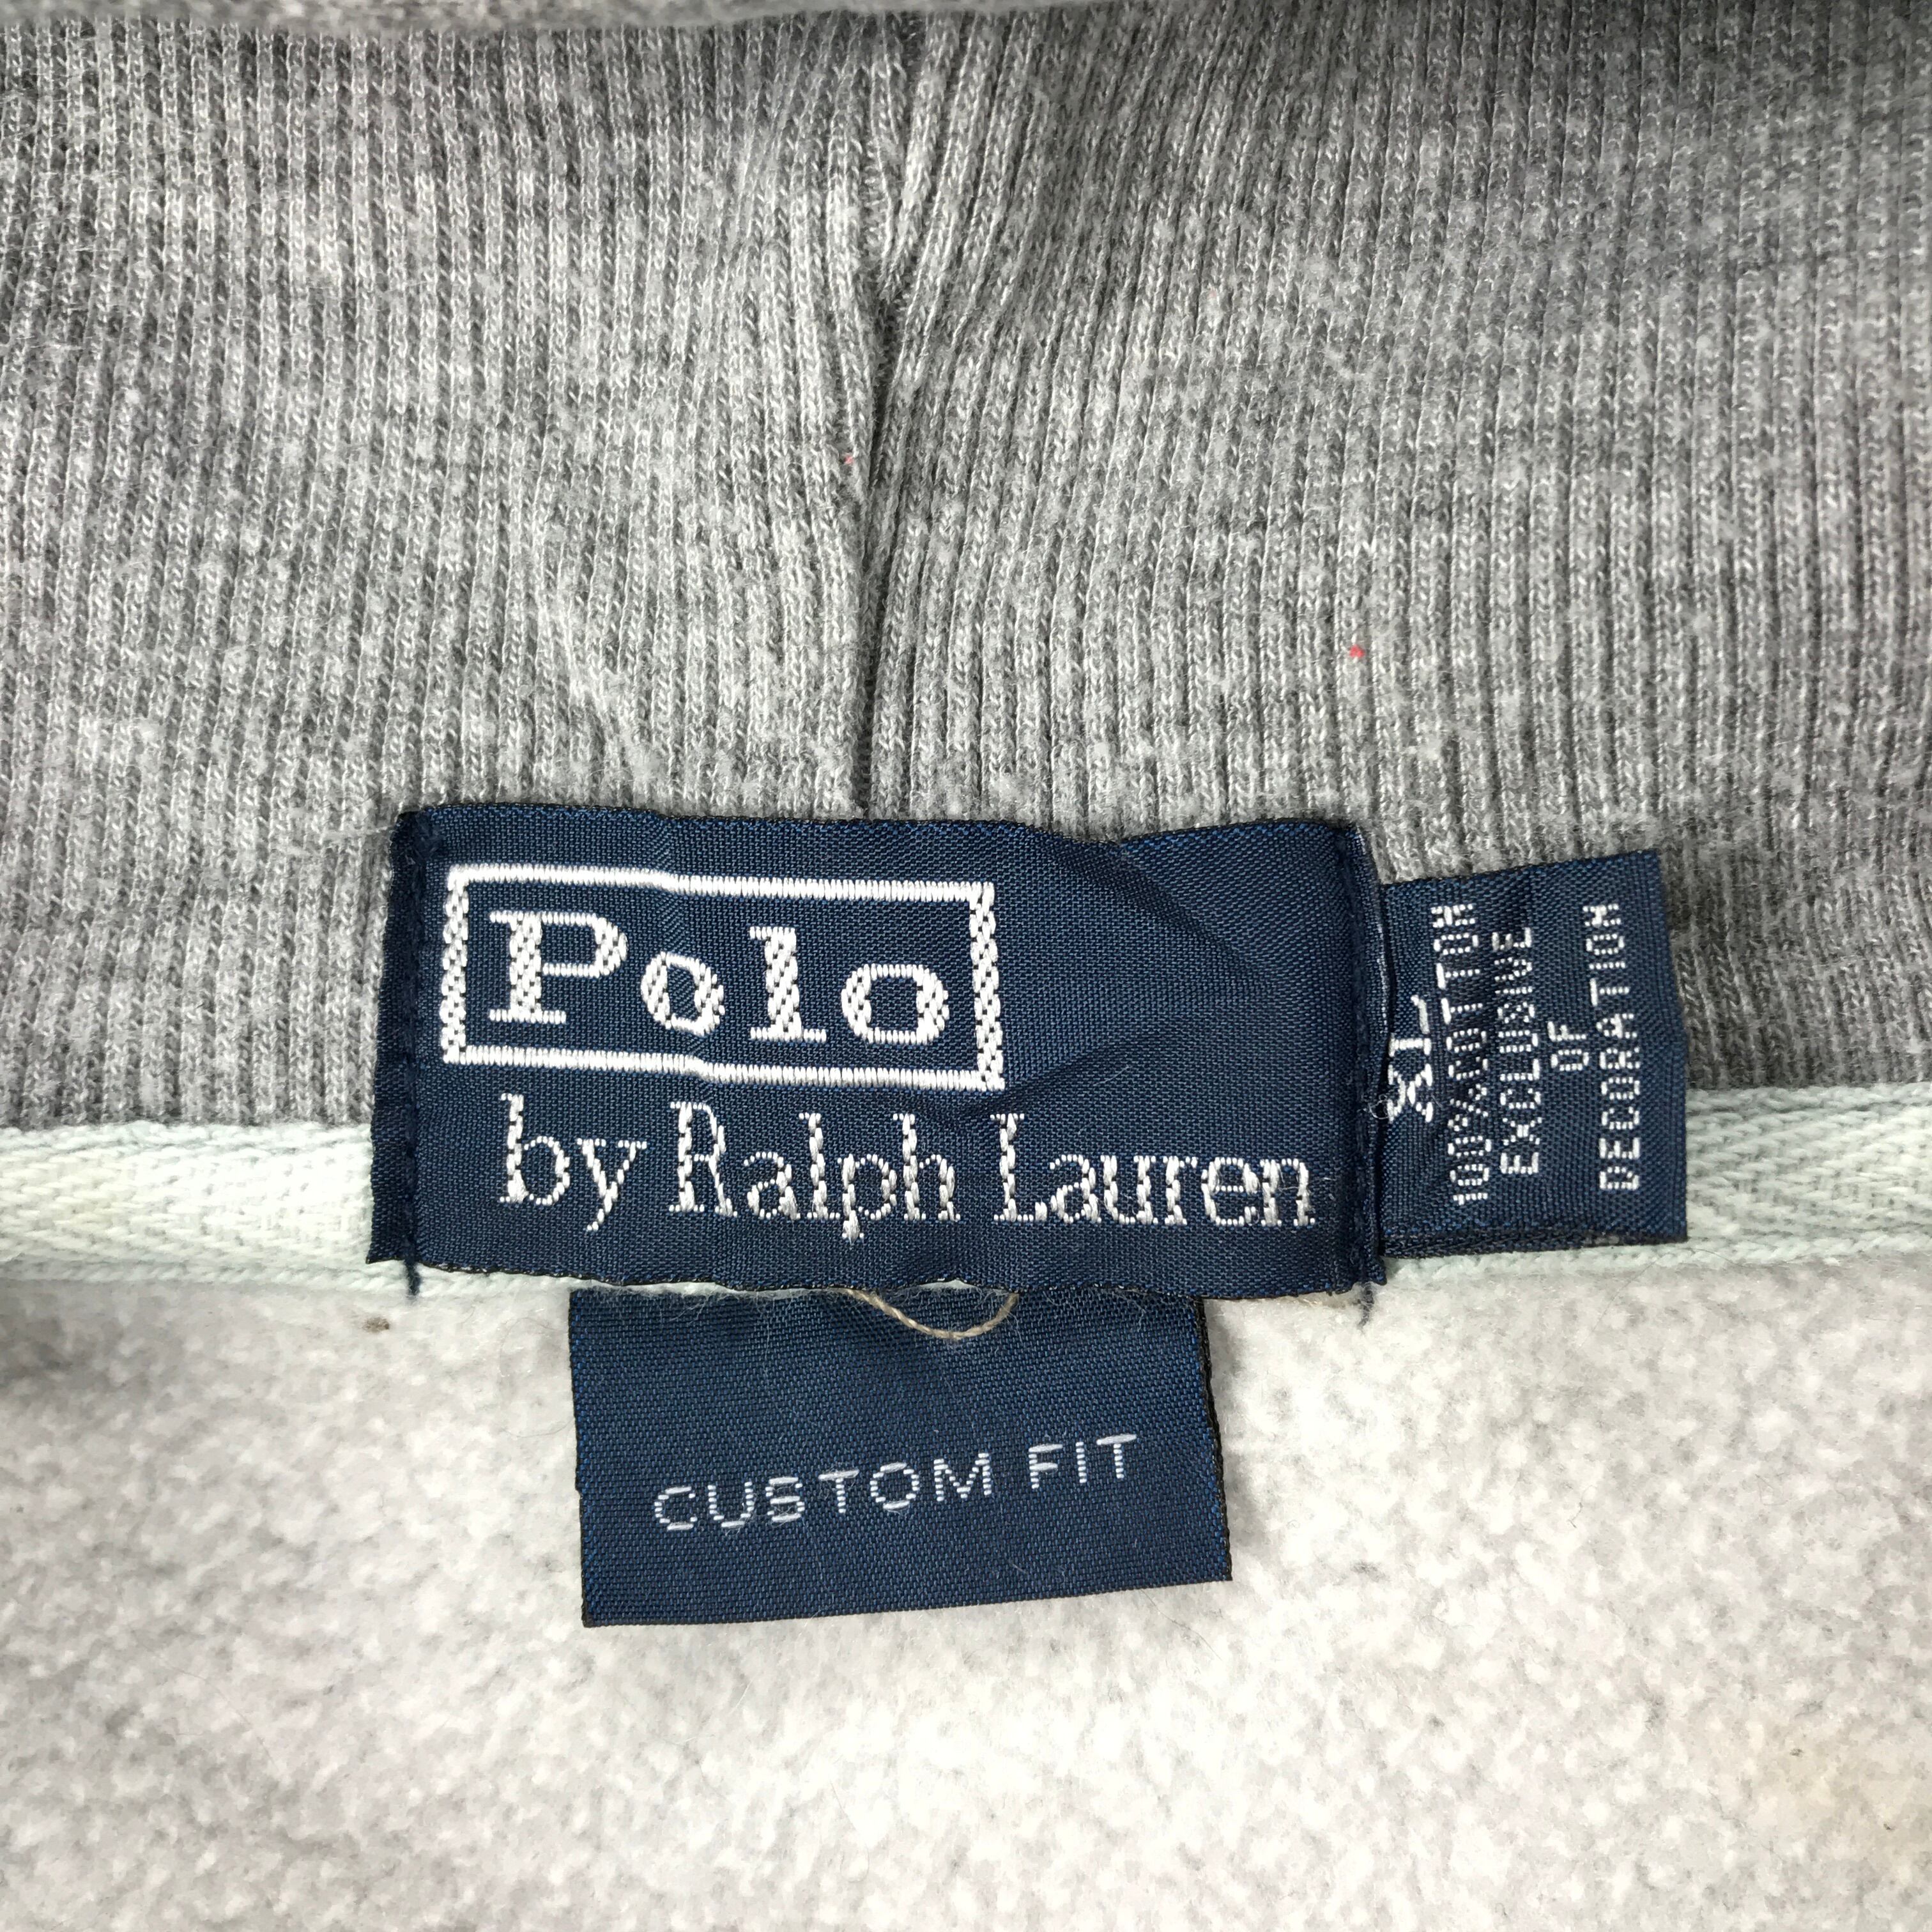 Polo
by Ralph Lauren
XL
100% COTTON
EXCLUSIVE
OF
DECORATION
CUSTOM FIT